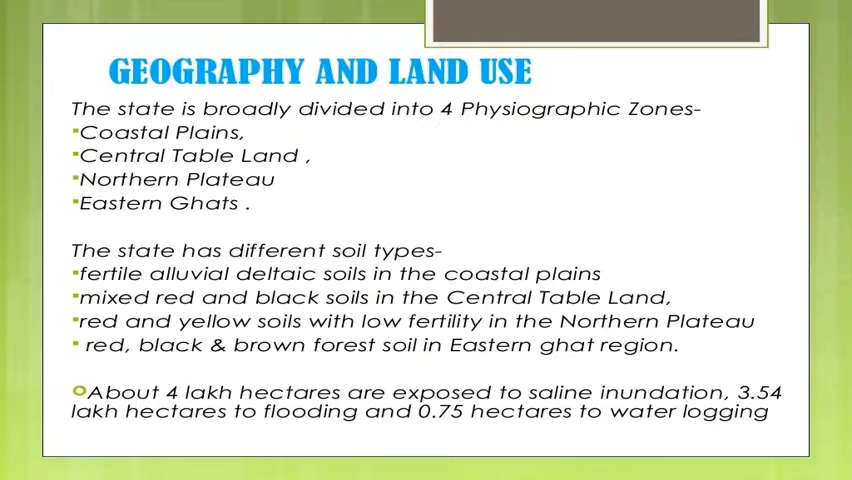 GEOGRAPHY AND LAND USE
The state is broadly divided into 4 Physiographic Zones-
▪Coastal Plains,
▪Central Table Land ,
▪Northern Plateau
▪Eastern Ghats .
The state has different soil types-
▪fertile alluvial deltaic soils in the coastal plains
▪mixed red and black soils in the Central Table Land,
▪red and yellow soils with low fertility in the Northern Plateau
▪ red, black & brown forest soil in Eastern ghat region.
About 4 lakh hectares are exposed to saline inundation, 3.54
lakh hectares to flooding and 0.75 hectares to water logging